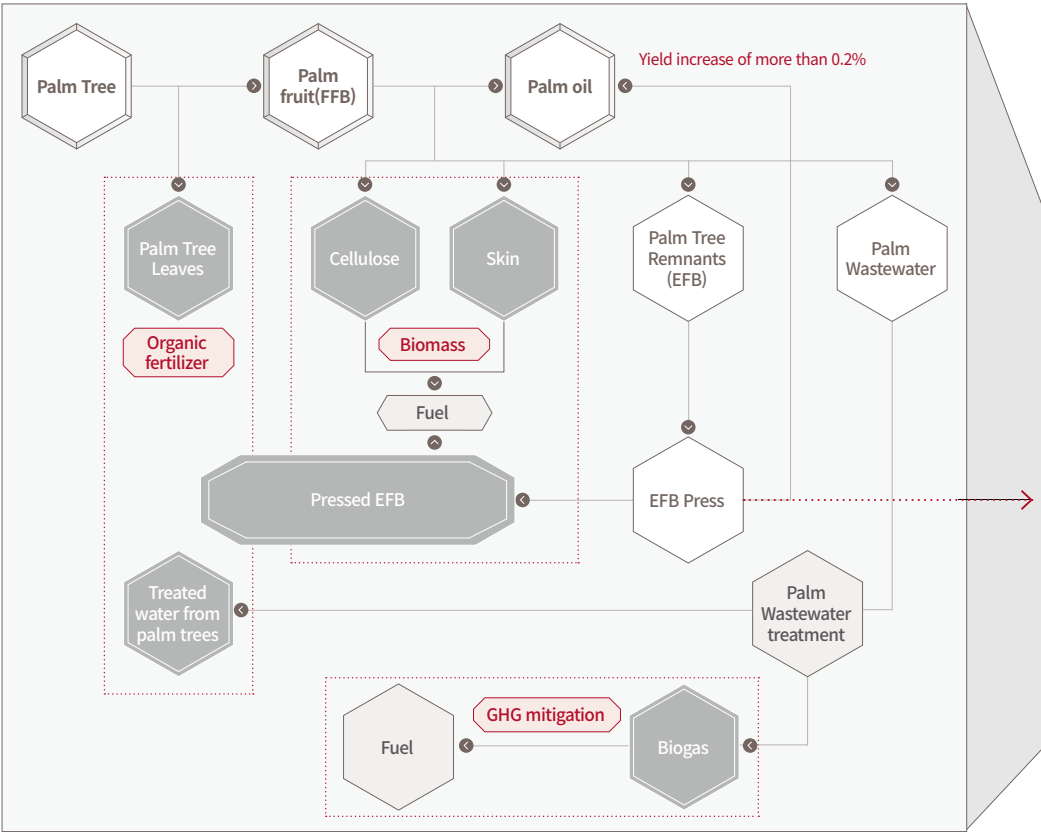 Palm Tree
Palm
fruit(FFB)
Palm oil
Yield increase of more than 0.2%
Palm Tree
Leaves
Cellulose
Skin
Palm Tree
Remnants
(EFB)
Palm
Wastewater
Organic
fertilizer
Biomass
Fuel
Pressed EFB
EFB Press
Treated
water from
palm trees
Palm
Wastewater
treatment
Fuel
GHG mitigation
Biogas